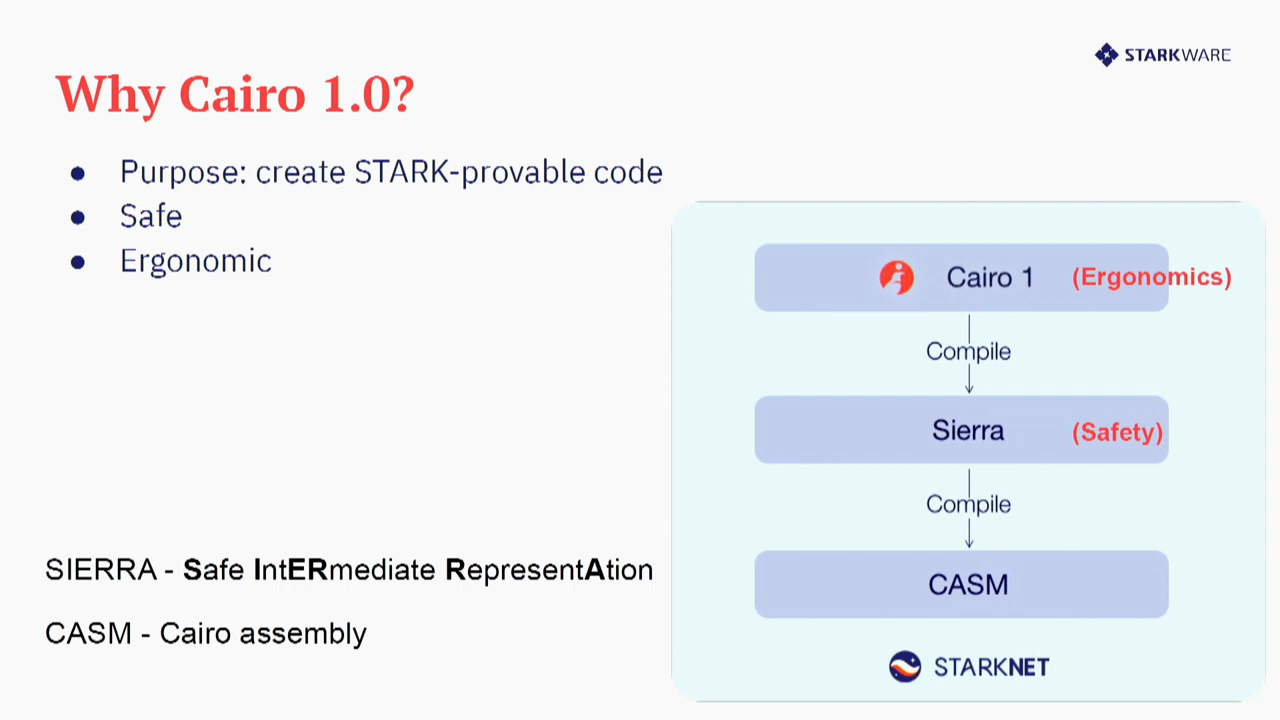 STARKWARE
Why Cairo 1.0?
● Purpose: create STARK-provable code
● Safe
● Ergonomic
Cairo 1 (Ergonomics)
Compile
Sierra (Safety)
Compile
CASM
STARKNET
SIERRA - Safe IntERmediate RepresentAtion
CASM - Cairo assembly